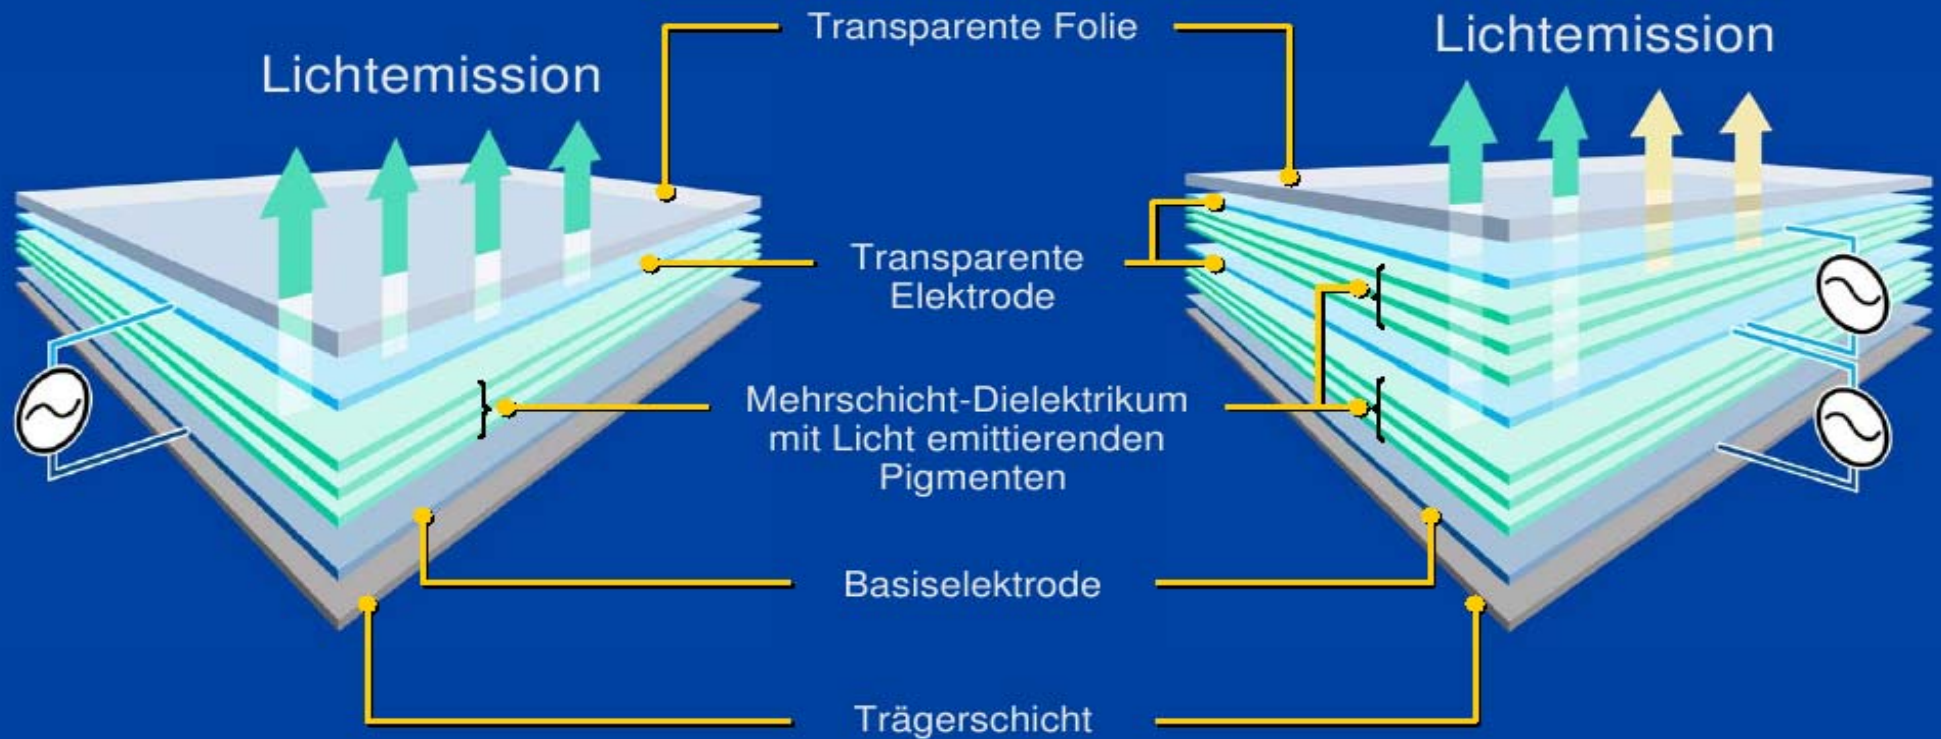 Transparente Folie
Lichtemission
Lichtemission
Transparente
Elektrode
Mehrschicht-Dielektrikum
mit Licht emittierenden
Pigmenten
Basiselektrode
Trägerschicht